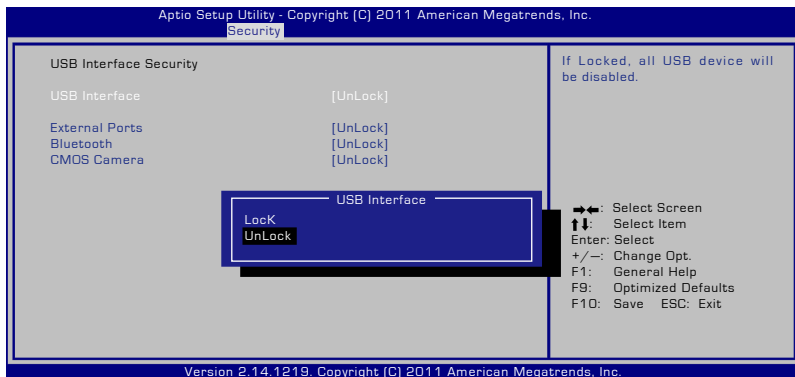 Aptio Setup Utility - Copyright (C) 2011 American Megatrends, Inc.
Security
USB Interface Security
USB Interface [UnLock]
External Ports [UnLock]
Bluetooth [UnLock]
CMOS Camera [UnLock]
USB Interface
LocK
UnLock
If Locked, all USB device will
be disabled.
→←: Select Screen
↑↓: Select Item
Enter: Select
+/—: Change Opt.
F1: General Help
F9: Optimized Defaults
F10: Save ESC: Exit
Version 2.14.1219. Copyright (C) 2011 American Megatrends, Inc.